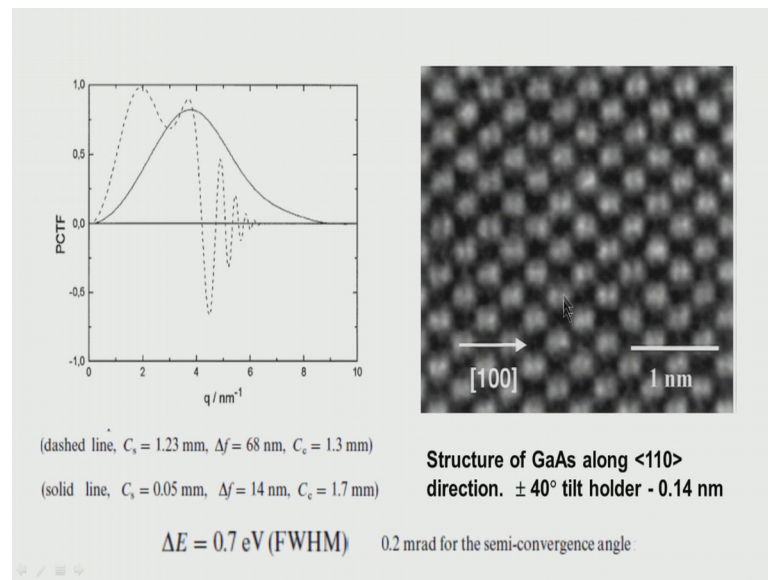 1,0
0,5
0,0
-0,5
-1,0
PCTF
0 2 4 6 8 10
q / nm⁻¹
[100]
1 nm
(dashed line, Cₛ = 1.23 mm, Δf = 68 nm, C꜀ = 1.3 mm)
(solid line, Cₛ = 0.05 mm, Δf = 14 nm, C꜀ = 1.7 mm)
Structure of GaAs along <110>
direction. ± 40° tilt holder - 0.14 nm
ΔE = 0.7 eV (FWHM) 0.2 mrad for the semi-convergence angle